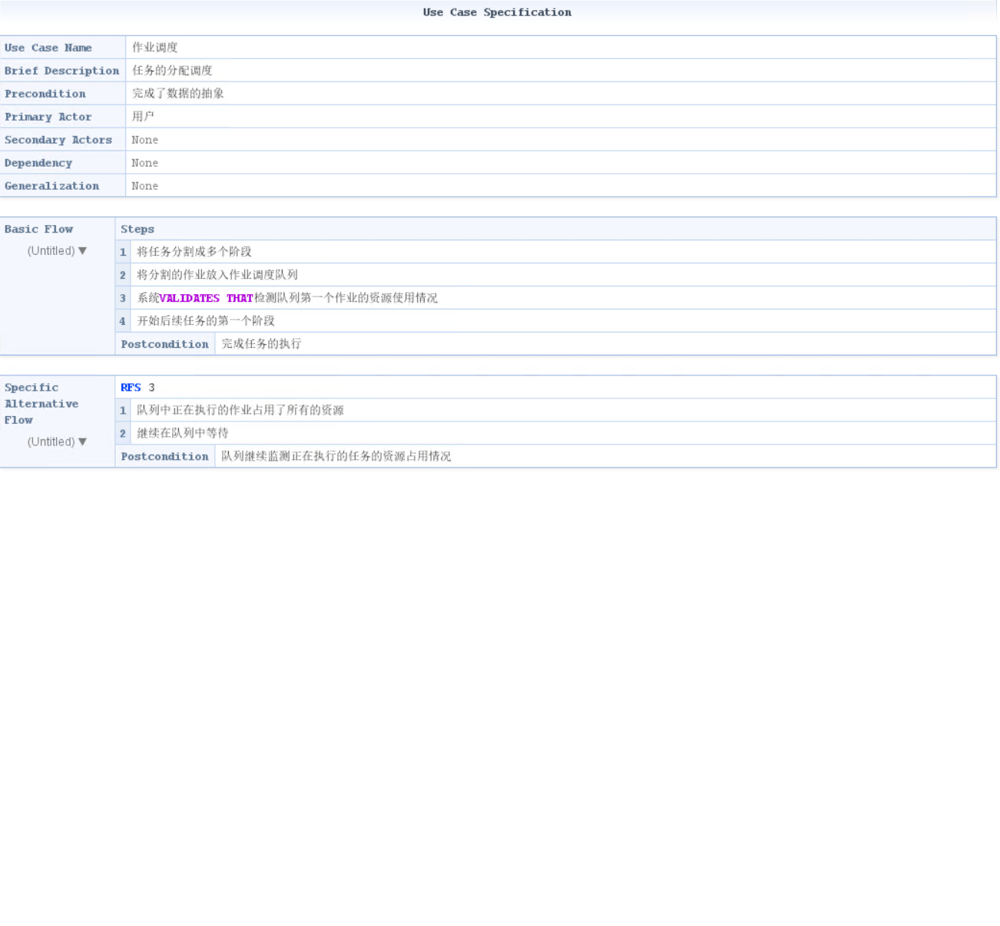 Use Case Specification
Use Case Name 作业调度
Brief Description 任务的分配调度
Precondition 完成了数据的抽象
Primary Actor 用户
Secondary Actors None
Dependency None
Generalization None
Basic Flow Steps
(Untitled) ▼
1 将任务分割成多个阶段
2 将分割的作业放入作业调度队列
3 系统VALIDATES THAT检测队列第一个作业的资源使用情况
4 开始后续任务的第一个阶段
Postcondition 完成任务的执行
Specific Alternative Flow RFS 3
(Untitled) ▼
1 队列中正在执行的作业占用了所有的资源
2 继续在队列中等待
Postcondition 队列继续监测正在执行的任务的资源占用情况